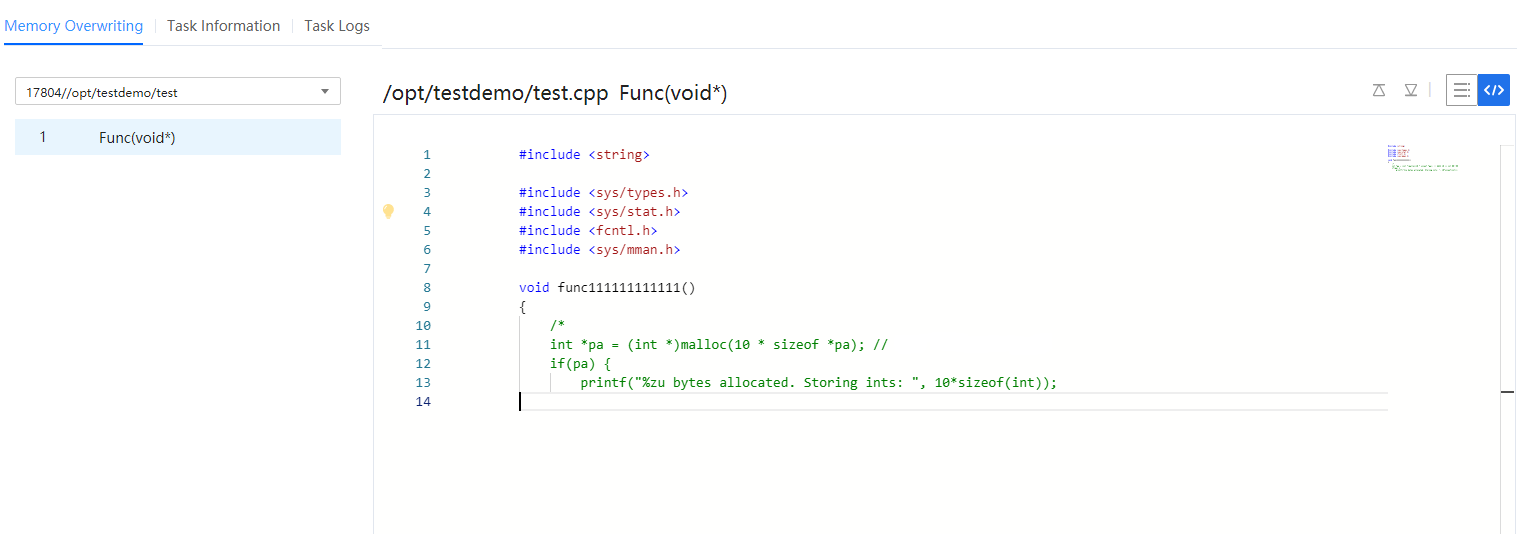 Memory Overwriting Task Information Task Logs
17804//opt/testdemo/test
1 Func(void*)
/opt/testdemo/test.cpp Func(void*)
</>
1 #include <string>
2
3 #include <sys/types.h>
4 #include <sys/stat.h>
5 #include <fcntl.h>
6 #include <sys/mman.h>
7
8 void func111111111111()
9 {
10 /*
11 int *pa = (int *)malloc(10 * sizeof *pa); //
12 if(pa) {
13 printf("%zu bytes allocated. Storing ints: ", 10*sizeof(int));
14